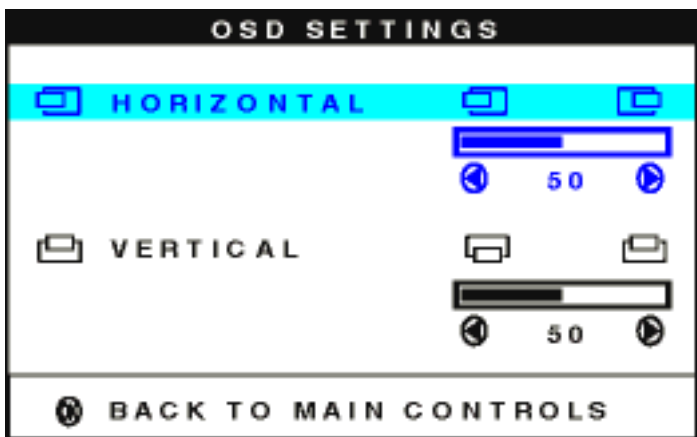 OSD SETTINGS
HORIZONTAL
50
VERTICAL
50
BACK TO MAIN CONTROLS